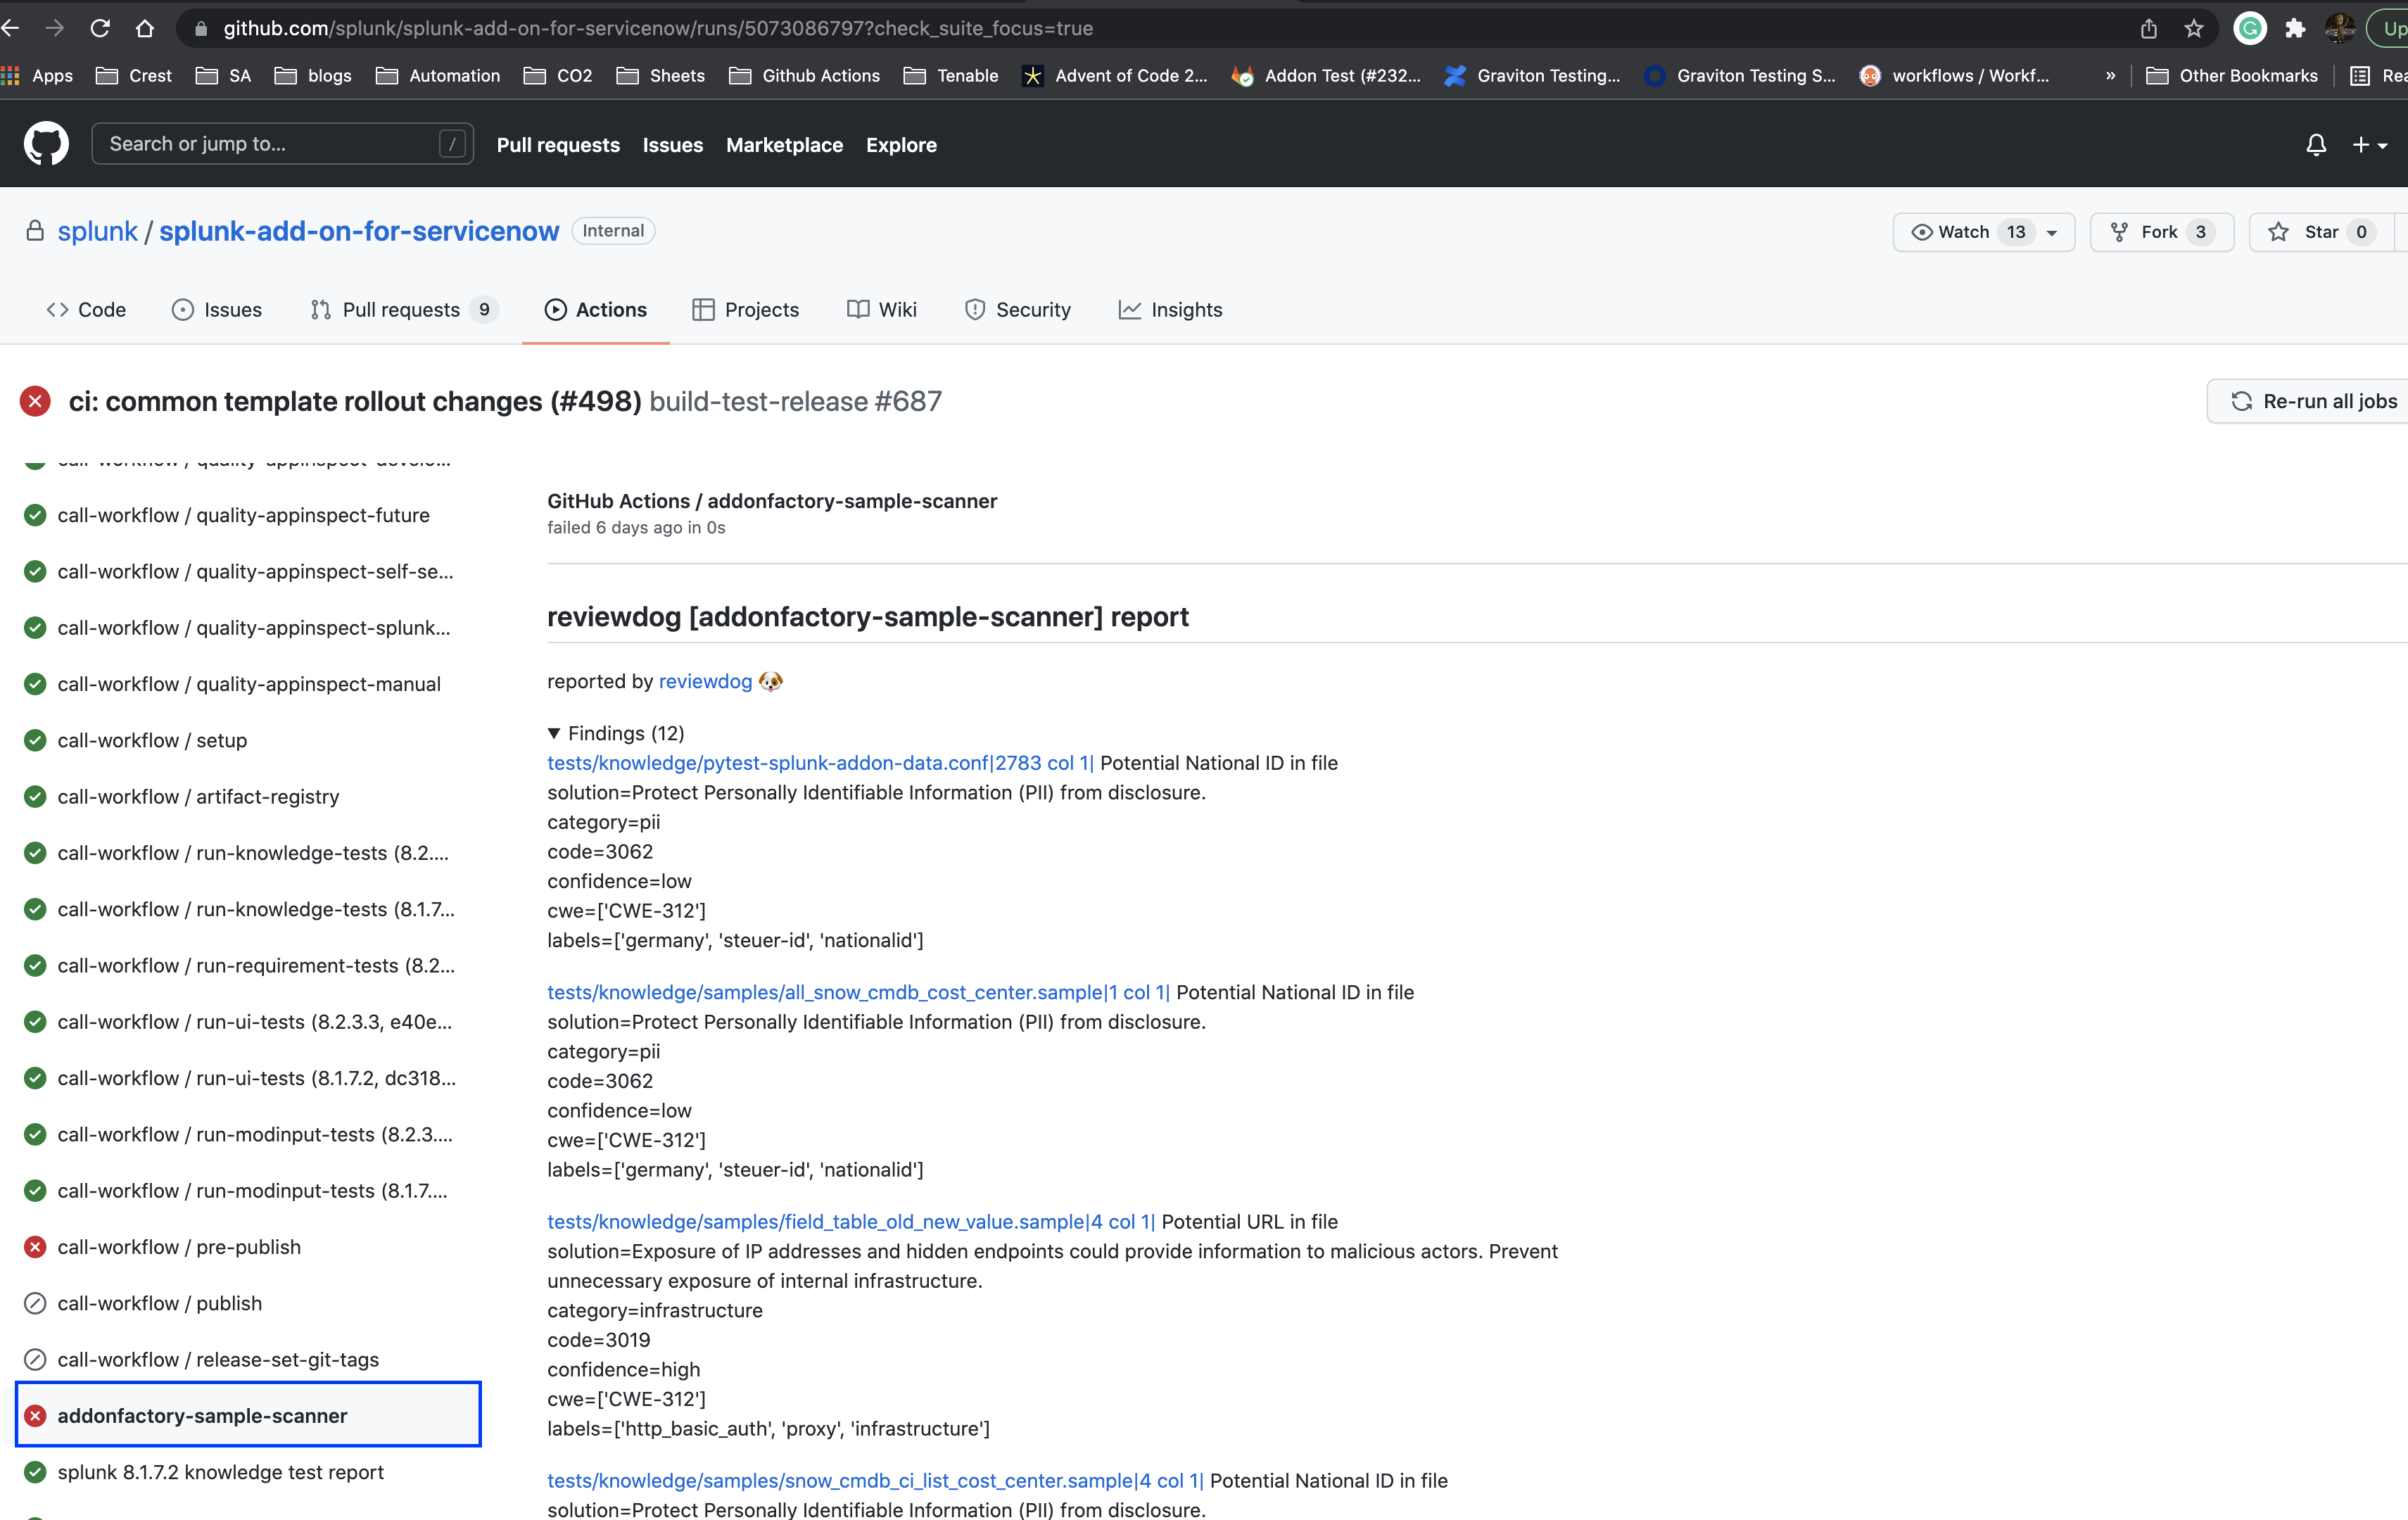 github.com/splunk/splunk-add-on-for-servicenow/runs/5073086797?check_suite_focus=true
Up
Apps Crest SA blogs Automation CO2 Sheets Github Actions Tenable Advent of Code 2... Addon Test (#232... Graviton Testing... Graviton Testing S... workflows / Workf... » Other Bookmarks Rea
Search or jump to... / Pull requests Issues Marketplace Explore
splunk / splunk-add-on-for-servicenow Internal Watch 13 Fork 3 Star 0
Code Issues Pull requests 9 Actions Projects Wiki Security Insights
ci: common template rollout changes (#498) build-test-release #687
Re-run all jobs
call-workflow / quality-appinspect-develo...
call-workflow / quality-appinspect-future
call-workflow / quality-appinspect-self-se...
call-workflow / quality-appinspect-splunk...
call-workflow / quality-appinspect-manual
call-workflow / setup
call-workflow / artifact-registry
call-workflow / run-knowledge-tests (8.2....
call-workflow / run-knowledge-tests (8.1.7...
call-workflow / run-requirement-tests (8.2...
call-workflow / run-ui-tests (8.2.3.3, e40e...
call-workflow / run-ui-tests (8.1.7.2, dc318...
call-workflow / run-modinput-tests (8.2.3....
call-workflow / run-modinput-tests (8.1.7....
call-workflow / pre-publish
call-workflow / publish
call-workflow / release-set-git-tags
addonfactory-sample-scanner
splunk 8.1.7.2 knowledge test report
GitHub Actions / addonfactory-sample-scanner
failed 6 days ago in 0s
reviewdog [addonfactory-sample-scanner] report
reported by reviewdog 🐶
▼ Findings (12)
tests/knowledge/pytest-splunk-addon-data.conf|2783 col 1| Potential National ID in file
solution=Protect Personally Identifiable Information (PII) from disclosure.
category=pii
code=3062
confidence=low
cwe=['CWE-312']
labels=['germany', 'steuer-id', 'nationalid']
tests/knowledge/samples/all_snow_cmdb_cost_center.sample|1 col 1| Potential National ID in file
solution=Protect Personally Identifiable Information (PII) from disclosure.
category=pii
code=3062
confidence=low
cwe=['CWE-312']
labels=['germany', 'steuer-id', 'nationalid']
tests/knowledge/samples/field_table_old_new_value.sample|4 col 1| Potential URL in file
solution=Exposure of IP addresses and hidden endpoints could provide information to malicious actors. Prevent
unnecessary exposure of internal infrastructure.
category=infrastructure
code=3019
confidence=high
cwe=['CWE-312']
labels=['http_basic_auth', 'proxy', 'infrastructure']
tests/knowledge/samples/snow_cmdb_ci_list_cost_center.sample|4 col 1| Potential National ID in file
solution=Protect Personally Identifiable Information (PII) from disclosure.